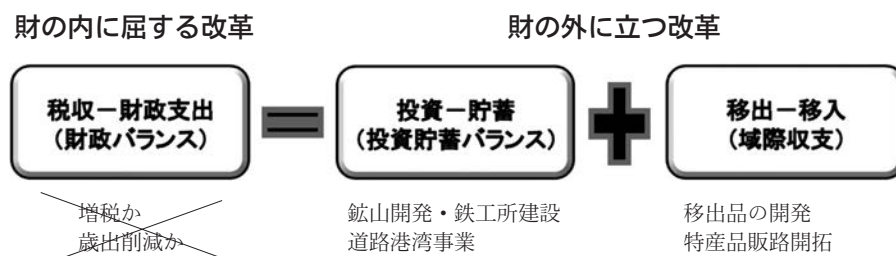 財の内に屈する改革
財の外に立つ改革
税収－財政支出
(財政バランス)
投資－貯蓄
(投資貯蓄バランス)
移出－移入
(域際収支)
増税か
歳出削減か
鉱山開発・鉄工所建設
道路港湾事業
移出品の開発
特産品販路開拓